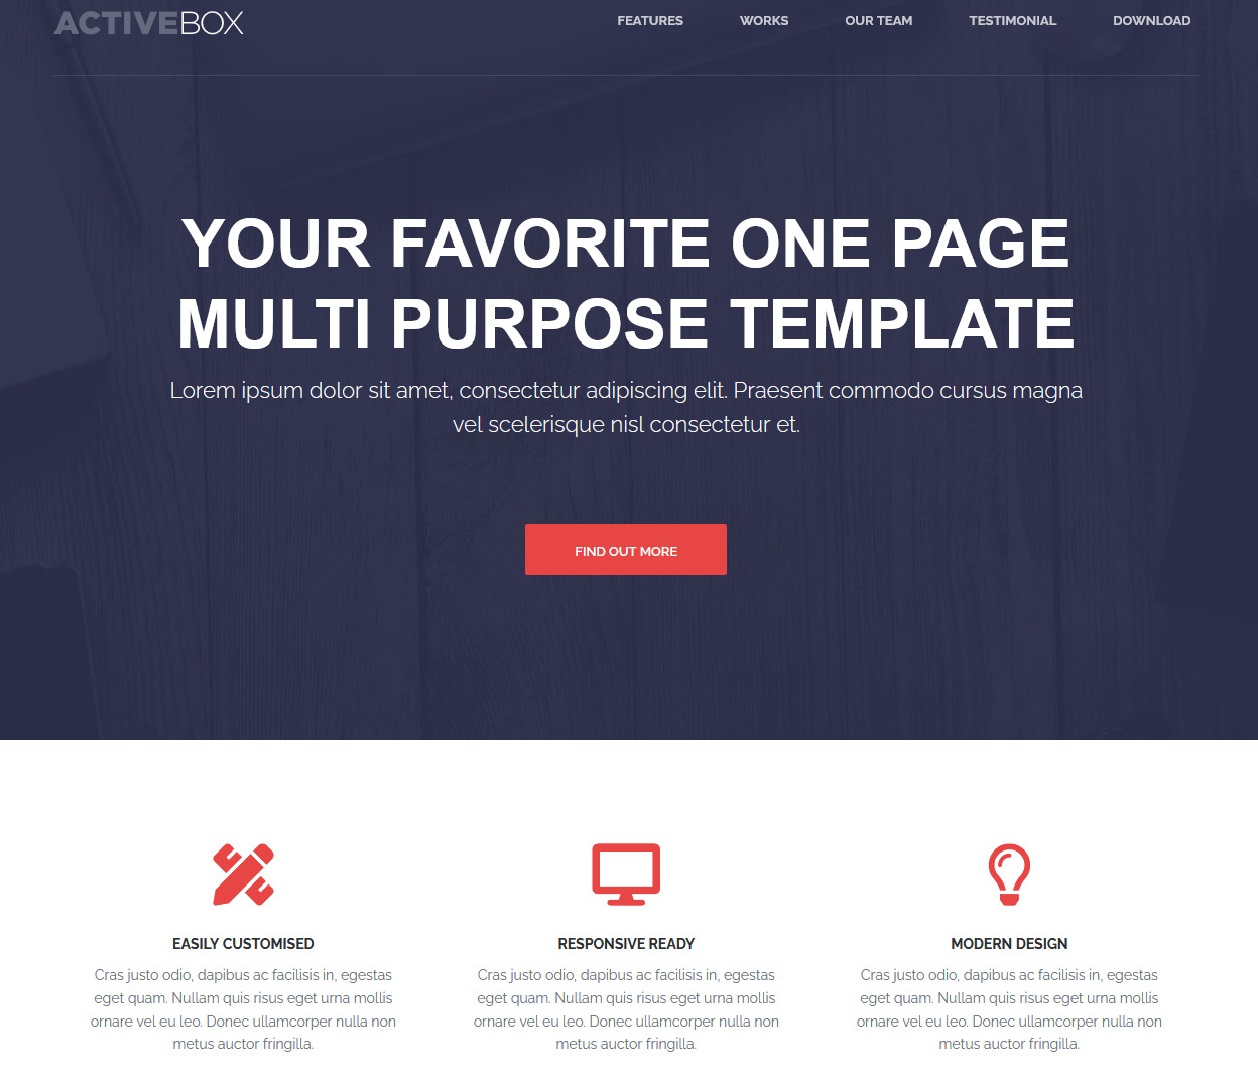 ACTIVEBOX
FEATURES WORKS OUR TEAM TESTIMONIAL DOWNLOAD
YOUR FAVORITE ONE PAGE
MULTI PURPOSE TEMPLATE
Lorem ipsum dolor sit amet, consectetur adipiscing elit. Praesent commodo cursus magna
vel scelerisque nisl consectetur et.
FIND OUT MORE
EASILY CUSTOMISED
Cras justo odio, dapibus ac facilisis in, egestas
eget quam. Nullam quis risus eget urna mollis
ornare vel eu leo. Donec ullamcorper nulla non
metus auctor fringilla.
RESPONSIVE READY
Cras justo odio, dapibus ac facilisis in, egestas
eget quam. Nullam quis risus eget urna mollis
ornare vel eu leo. Donec ullamcorper nulla non
metus auctor fringilla.
MODERN DESIGN
Cras justo odio, dapibus ac facilisis in, egestas
eget quam. Nullam quis risus eget urna mollis
ornare vel eu leo. Donec ullamcorper nulla non
metus auctor fringilla.